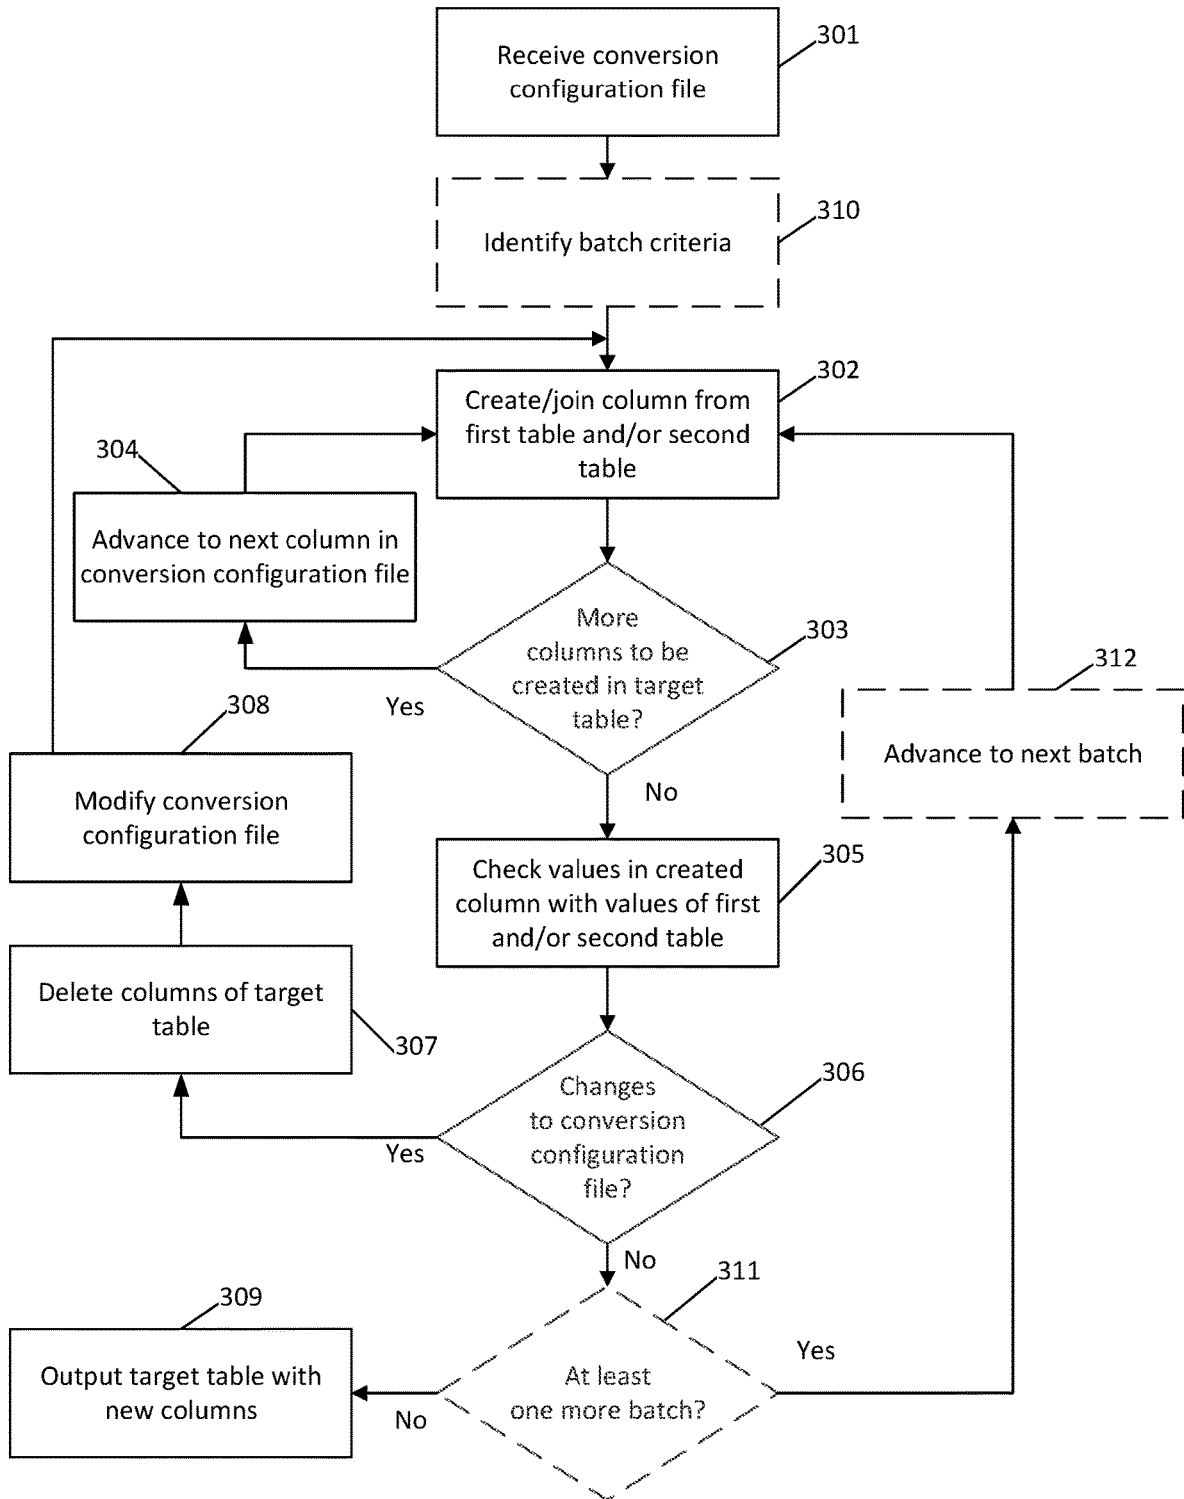 Receive conversion
configuration file
301
Identify batch criteria
310
Create/join column from
first table and/or second
table
302
304
Advance to next column in
conversion configuration file
More
columns to be
created in target
table?
303
Yes
No
312
Advance to next batch
308
Modify conversion
configuration file
Check values in created
column with values of first
and/or second table
305
Delete columns of target
table
307
Changes
to conversion
configuration
file?
306
Yes
No
311
309
Output target table with
new columns
At least
one more batch?
Yes
No